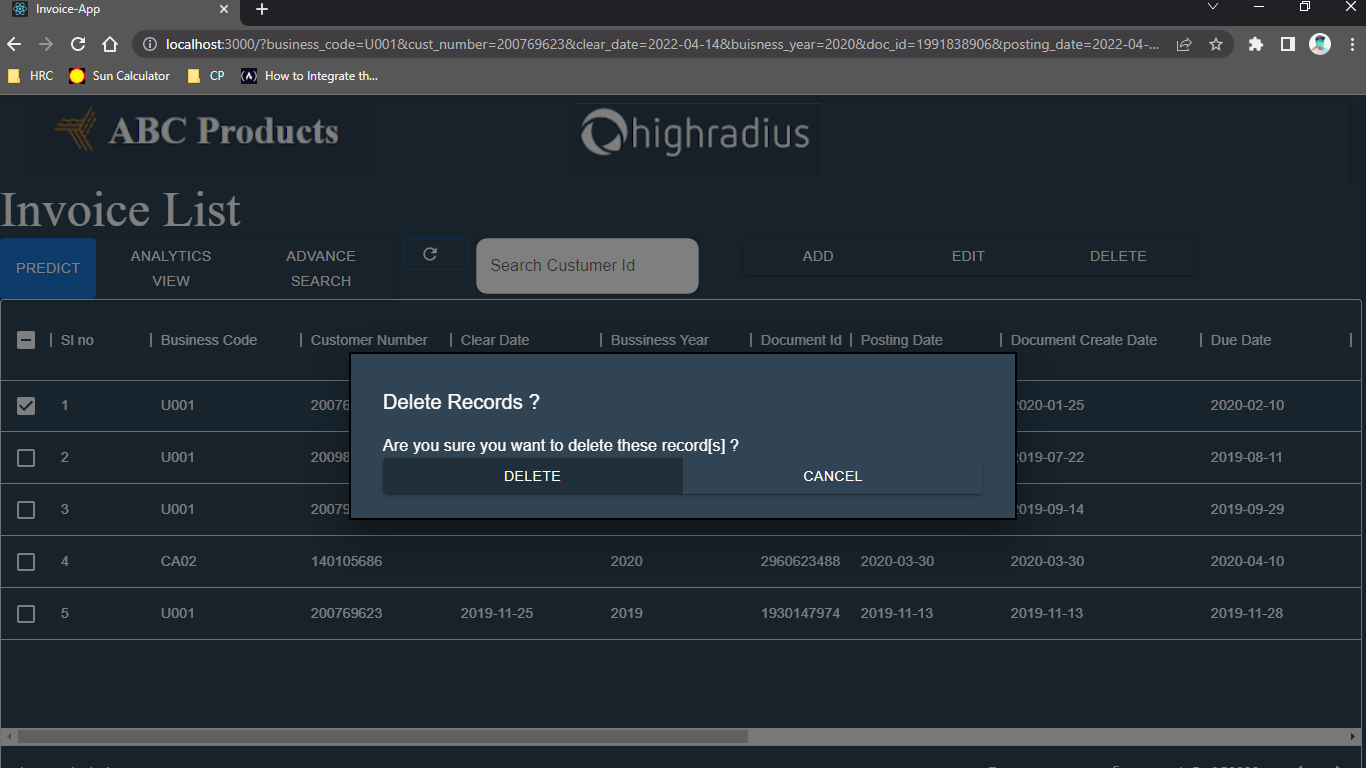 Invoice-App
localhost:3000/?business_code=U001&cust_number=200769623&clear_date=2022-04-14&buisness_year=2020&doc_id=1991838906&posting_date=2022-04-...
HRC Sun Calculator CP How to Integrate th...
ABC Products highradius
Invoice List
PREDICT ANALYTICS VIEW ADVANCE SEARCH Search Custumer Id ADD EDIT DELETE
Sl no Business Code Customer Number Clear Date Bussiness Year Document Id Posting Date Document Create Date Due Date
Delete Records ?
Are you sure you want to delete these record[s] ?
DELETE CANCEL
1 U001 20076 020-01-25 2020-02-10
2 U001 20098 019-07-22 2019-08-11
3 U001 20079 019-09-14 2019-09-29
4 CA02 140105686 2020 2960623488 2020-03-30 2020-03-30 2020-04-10
5 U001 200769623 2019-11-25 2019 1930147974 2019-11-13 2019-11-13 2019-11-28